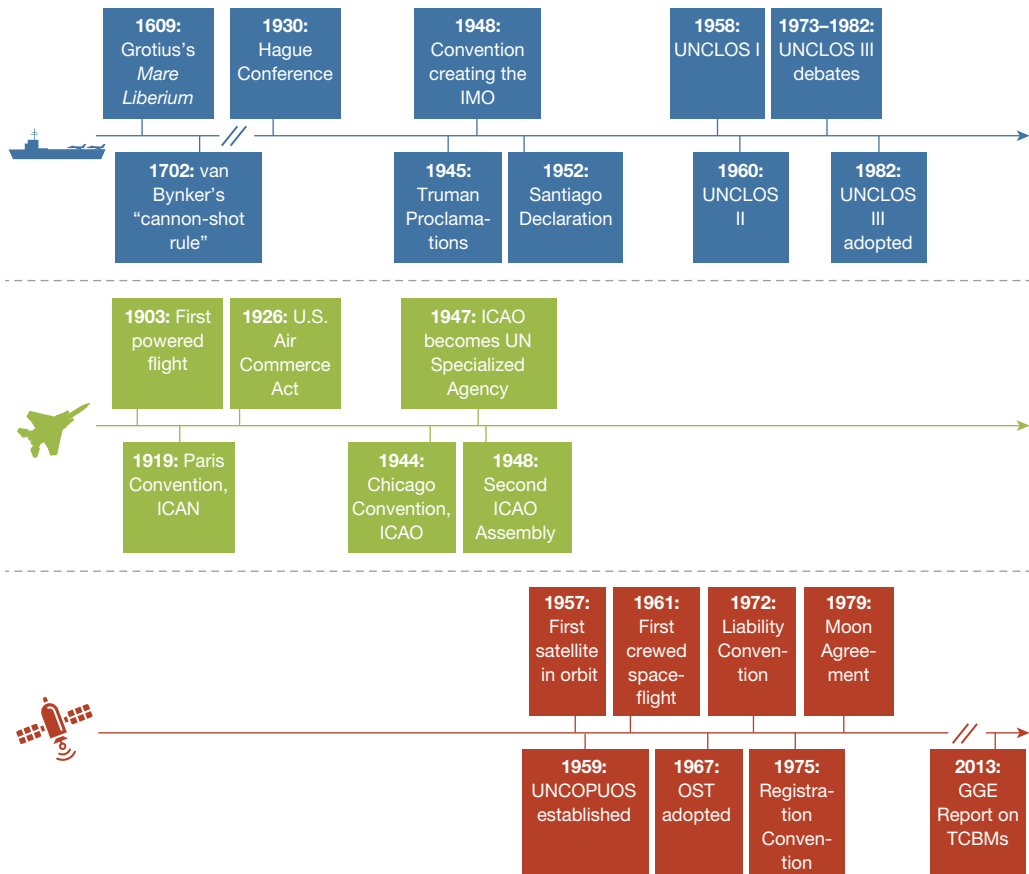 1609:
Grotius's
Mare
Liberium
1930:
Hague
Conference
1948:
Convention
creating the
IMO
1958:
UNCLOS I
1973–1982:
UNCLOS III
debates
1702: van
Bynker's
“cannon-shot
rule”
1945:
Truman
Proclama-
tions
1952:
Santiago
Declaration
1960:
UNCLOS
II
1982:
UNCLOS
III
adopted
1903: First
powered
flight
1926: U.S.
Air
Commerce
Act
1947: ICAO
becomes UN
Specialized
Agency
1919: Paris
Convention,
ICAN
1944:
Chicago
Convention,
ICAO
1948:
Second
ICAO
Assembly
1957:
First
satellite
in orbit
1961:
First
crewed
space-
flight
1972:
Liability
Conven-
tion
1979:
Moon
Agree-
ment
1959:
UNCOPUOS
established
1967:
OST
adopted
1975:
Registra-
tion
Conven-
tion
2013:
GGE
Report on
TCBMs